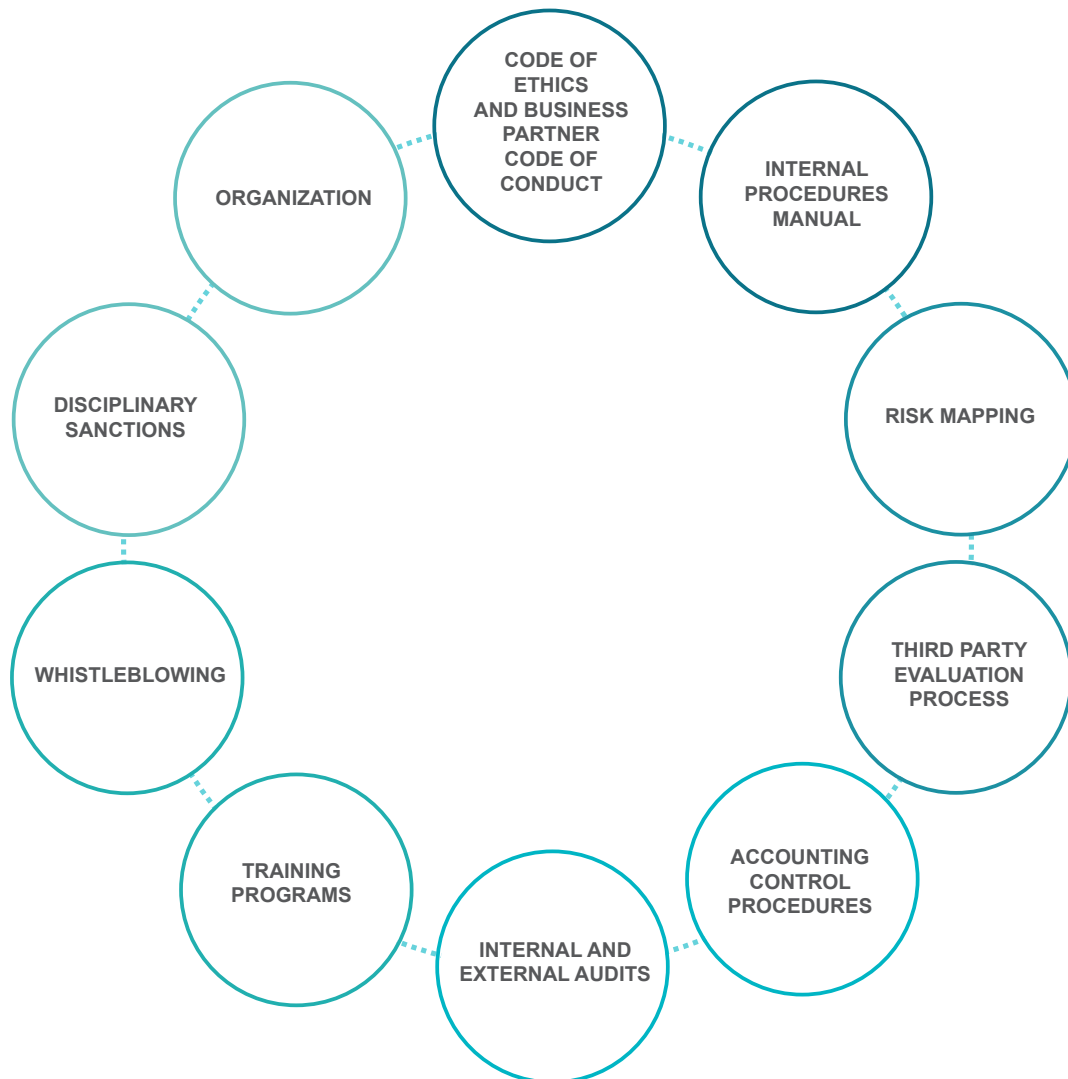 CODE OF
ETHICS
AND BUSINESS
PARTNER
CODE OF
CONDUCT
INTERNAL
PROCEDURES
MANUAL
RISK MAPPING
THIRD PARTY
EVALUATION
PROCESS
ACCOUNTING
CONTROL
PROCEDURES
INTERNAL AND
EXTERNAL AUDITS
TRAINING
PROGRAMS
WHISTLEBLOWING
DISCIPLINARY
SANCTIONS
ORGANIZATION